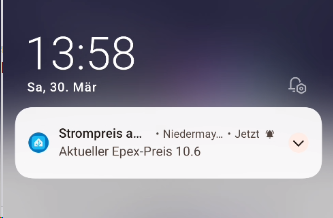 13:58
Sa, 30. Mär
Strompreis a... • Niedermay... • Jetzt
Aktueller Epex-Preis 10.6